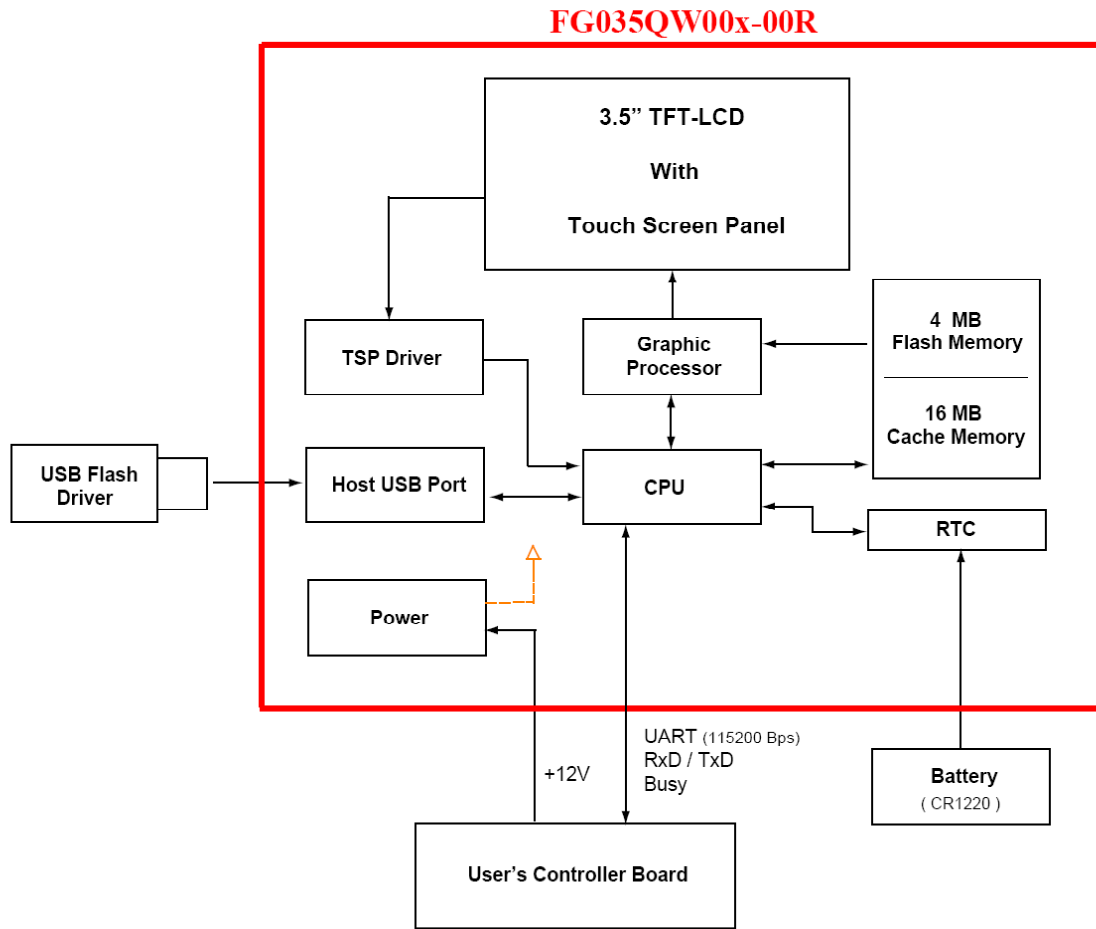 FG035QW00x-00R
3.5” TFT-LCD
With
Touch Screen Panel
TSP Driver
Graphic
Processor
4 MB
Flash Memory
16 MB
Cache Memory
USB Flash
Driver
Host USB Port
CPU
RTC
Power
+12V
UART (115200 Bps)
RxD / TxD
Busy
Battery
( CR1220 )
User’s Controller Board